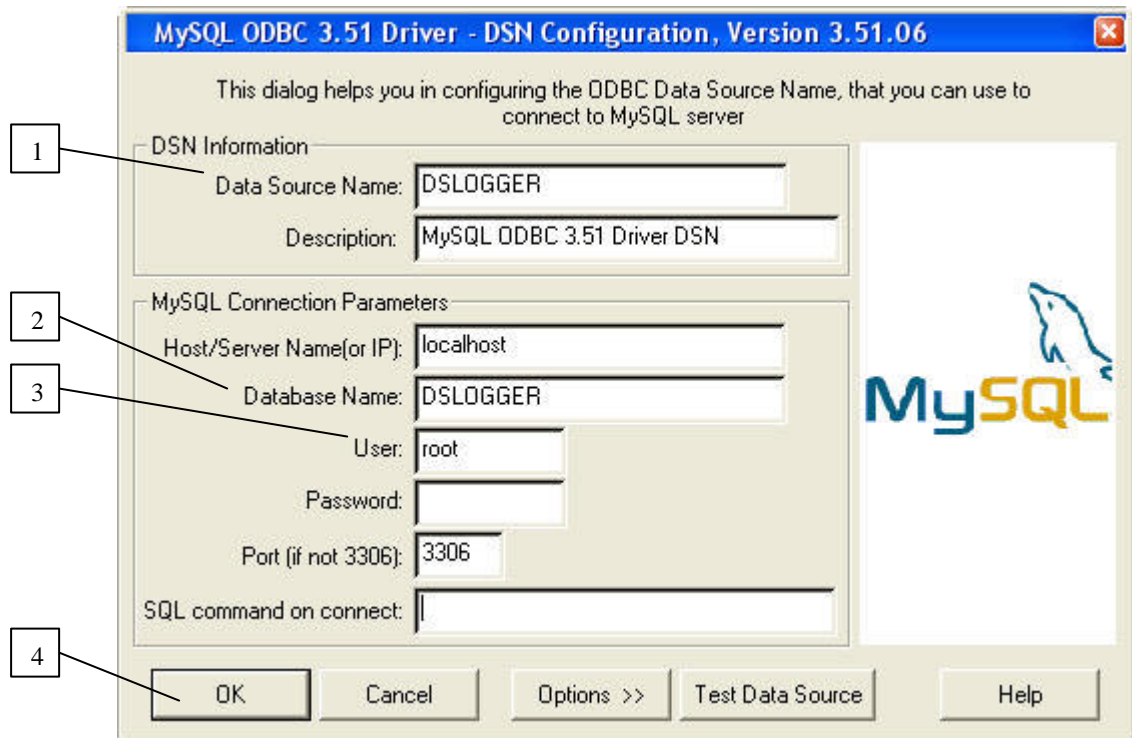 MySQL ODBC 3.51 Driver - DSN Configuration, Version 3.51.06
This dialog helps you in configuring the ODBC Data Source Name, that you can use to
connect to MySQL server
1
DSN Information
Data Source Name: DSLOGGER
Description: MySQL ODBC 3.51 Driver DSN
MySQL Connection Parameters
2
Host/Server Name(or IP): localhost
3
Database Name: DSLOGGER
User: root
Password:
Port (if not 3306): 3306
SQL command on connect:
4
OK Cancel Options >> Test Data Source Help
MySQL